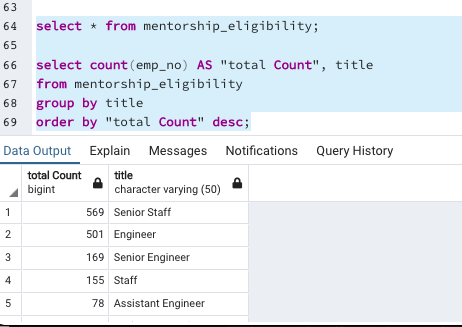 63
64 select * from mentorship_eligibility;
65
66 select count(emp_no) AS "total Count", title
67 from mentorship_eligibility
68 group by title
69 order by "total Count" desc;
Data Output Explain Messages Notifications Query History
total Count title
bigint character varying (50)
1 569 Senior Staff
2 501 Engineer
3 169 Senior Engineer
4 155 Staff
5 78 Assistant Engineer